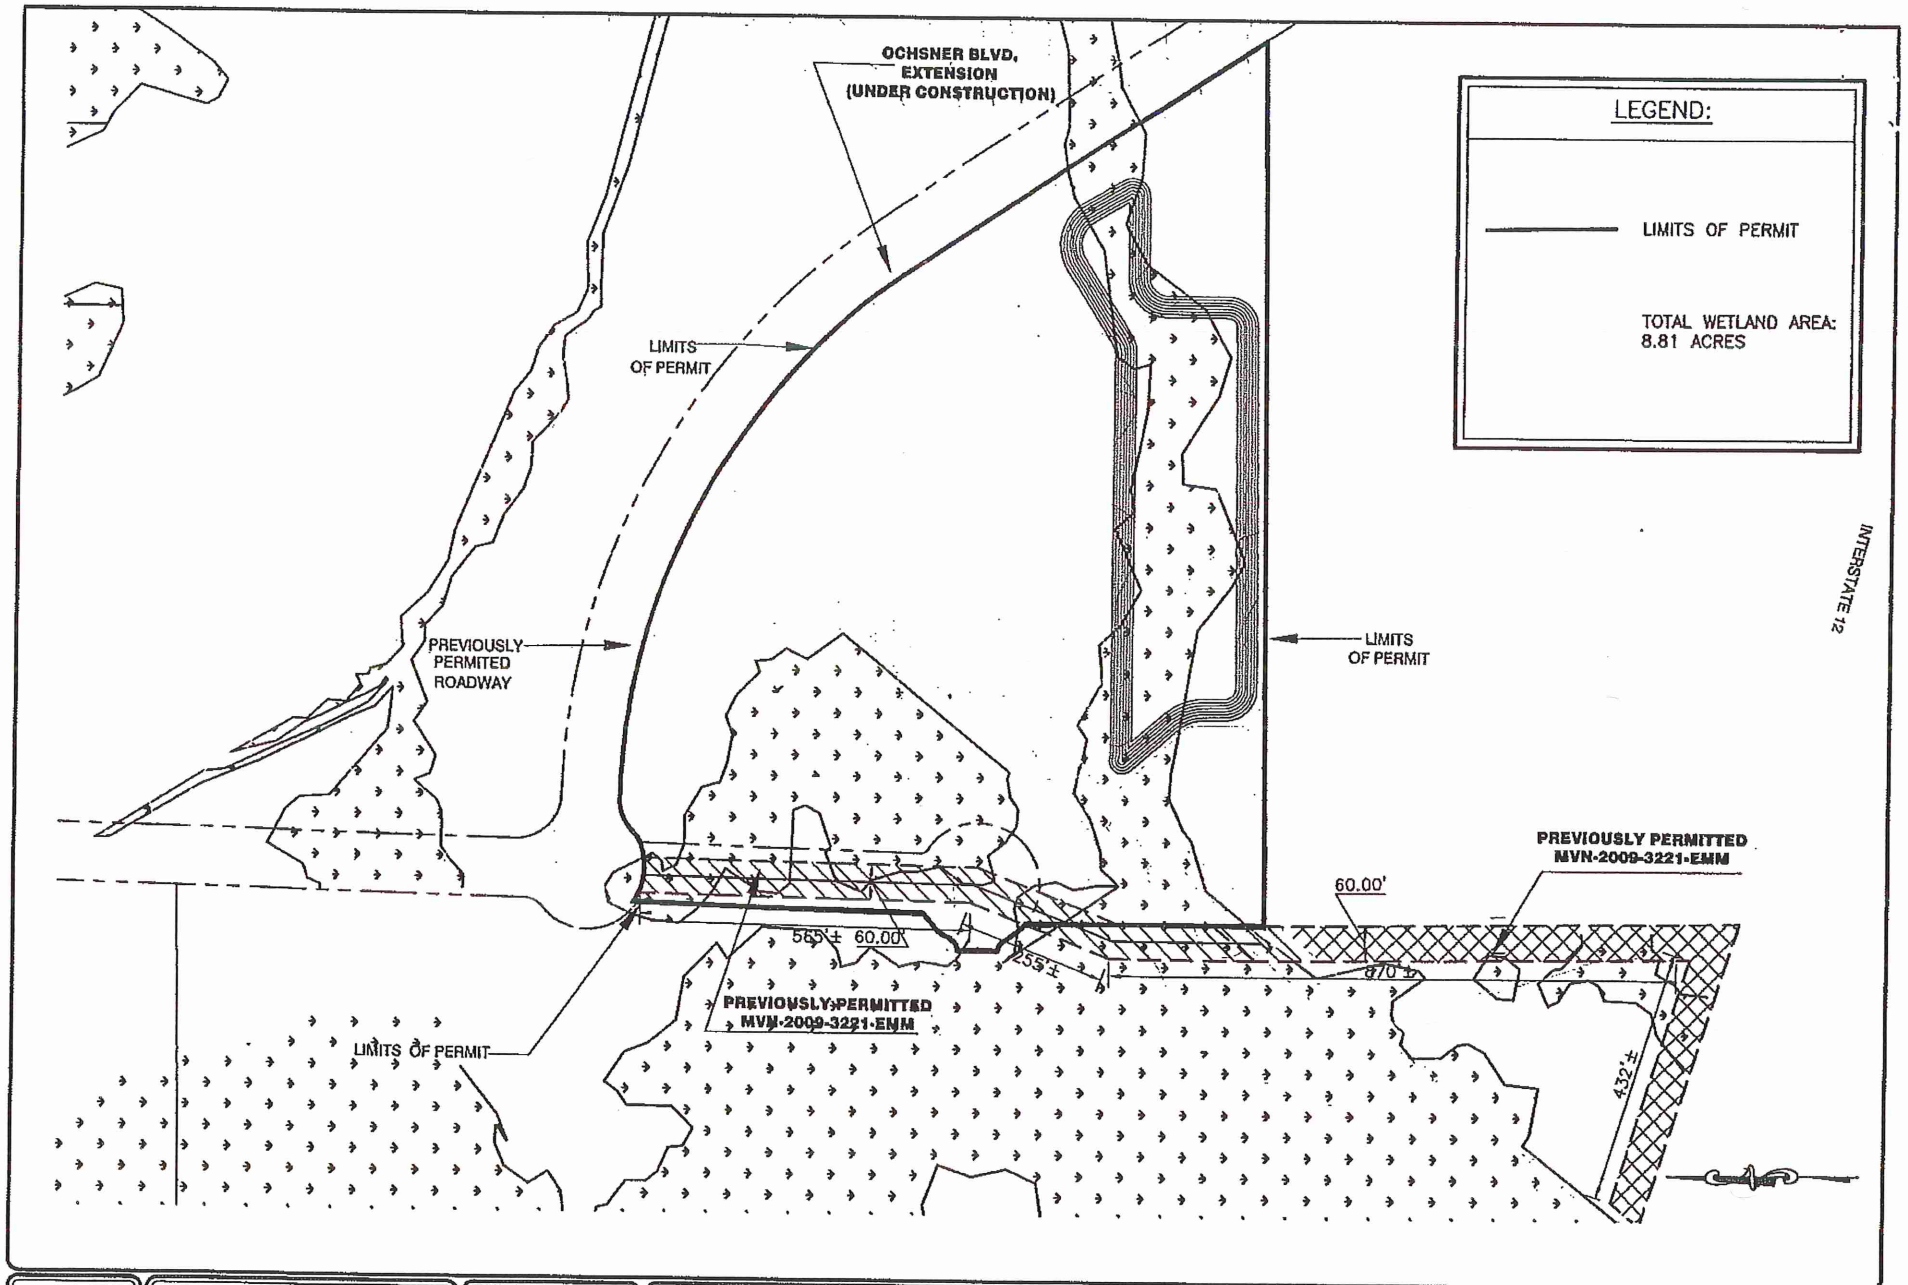 OCHSNER BLVD,
EXTENSION
(UNDER CONSTRUCTION)
LEGEND:
LIMITS OF PERMIT
TOTAL WETLAND AREA:
8.81 ACRES
LIMITS
OF PERMIT
INTERSTATE 12
PREVIOUSLY
PERMITED
ROADWAY
LIMITS
OF PERMIT
PREVIOUSLY PERMITTED
MVN-2009-3221-EMM
60.00'
565'± 60.00'
255'±
870'±
PREVIOUSLY PERMITTED
MVN-2009-3221-EMM
LIMITS OF PERMIT
432'±